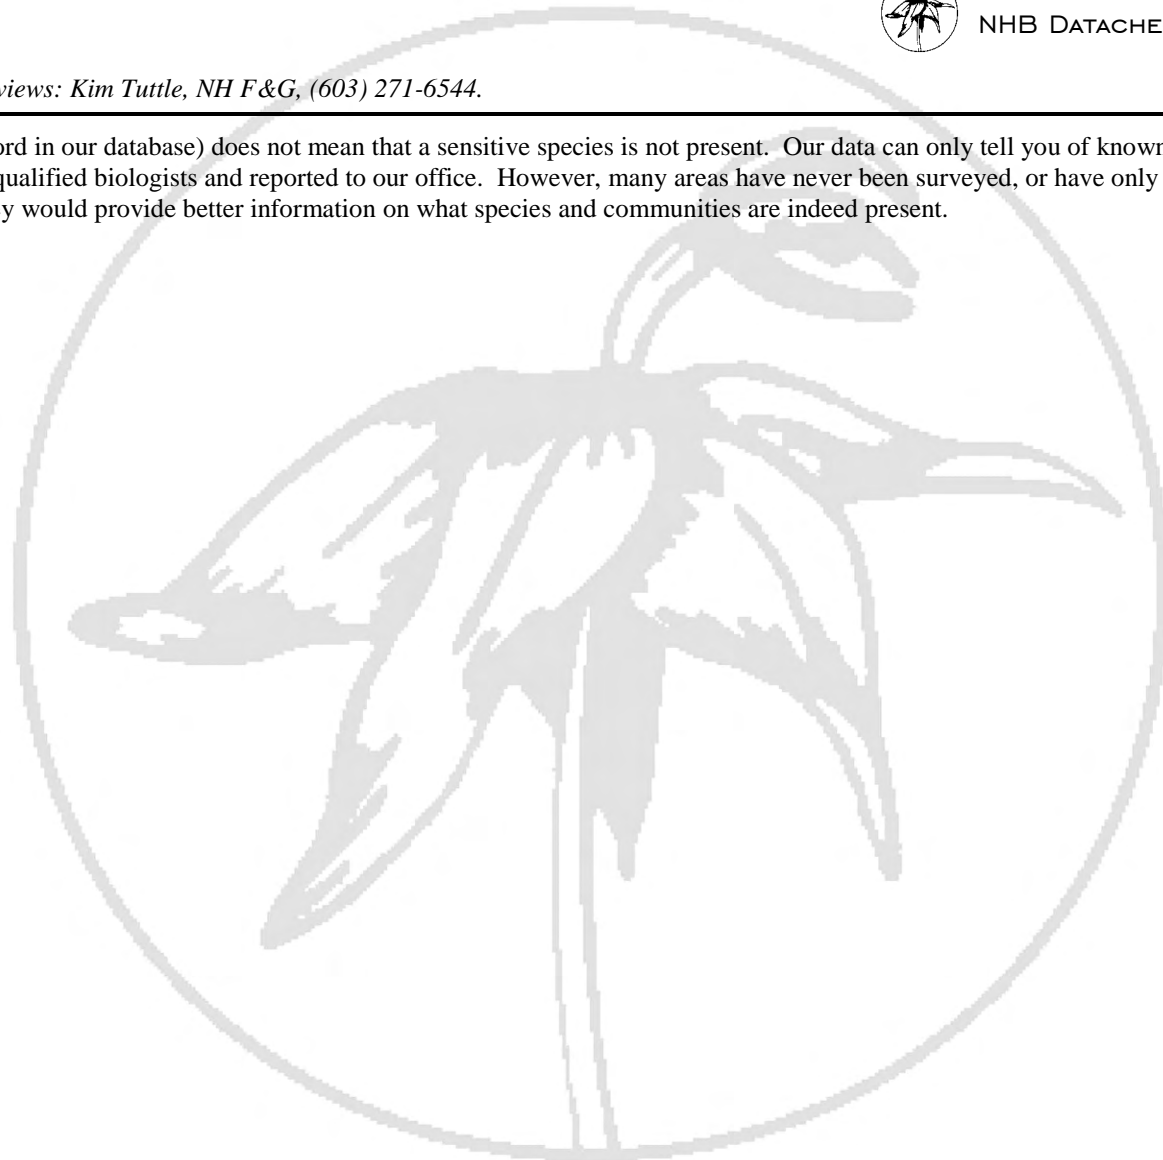 NHB DATACHE
views: Kim Tuttle, NH F&G, (603) 271-6544.
ord in our database) does not mean that a sensitive species is not present. Our data can only tell you of known
qualified biologists and reported to our office. However, many areas have never been surveyed, or have only
y would provide better information on what species and communities are indeed present.